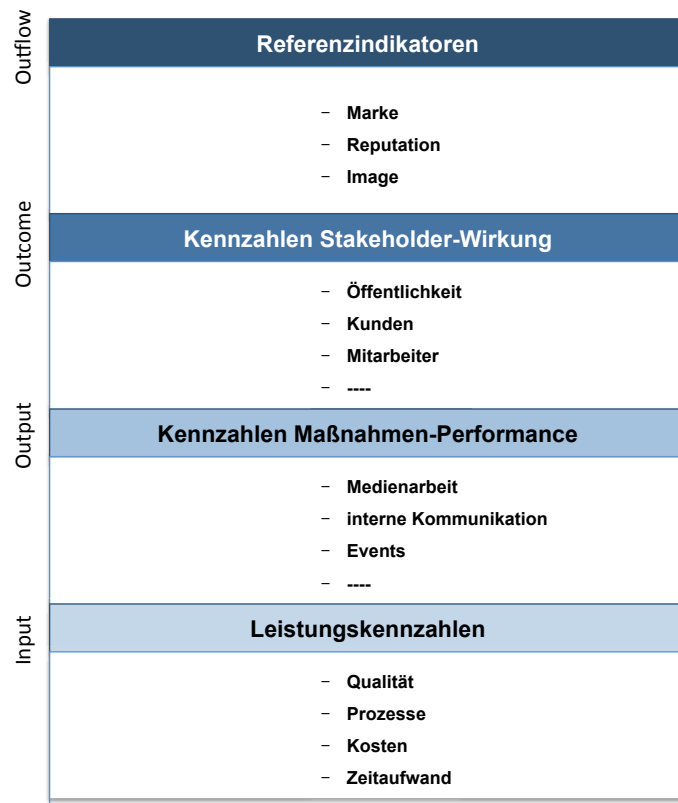 Outflow
Referenzindikatoren
– Marke
– Reputation
– Image
Outcome
Kennzahlen Stakeholder-Wirkung
– Öffentlichkeit
– Kunden
– Mitarbeiter
– ----
Output
Kennzahlen Maßnahmen-Performance
– Medienarbeit
– interne Kommunikation
– Events
– ----
Input
Leistungskennzahlen
– Qualität
– Prozesse
– Kosten
– Zeitaufwand